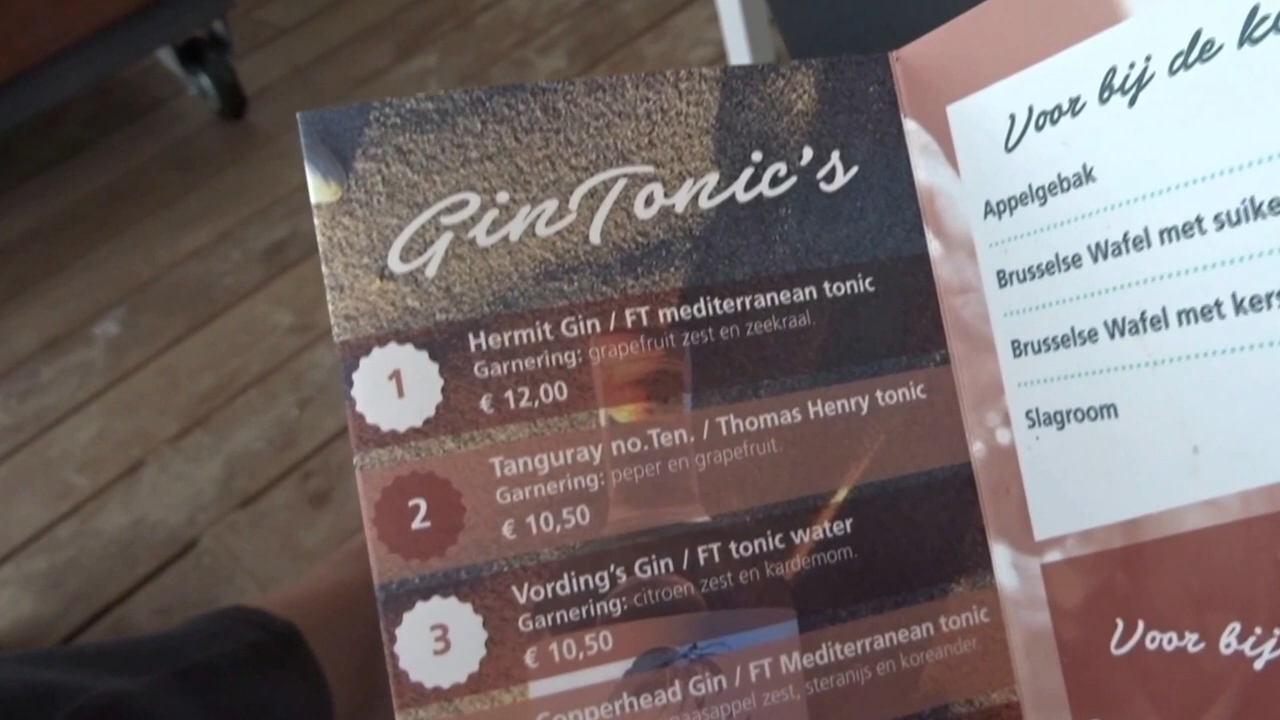 GinTonic's
1
Hermit Gin / FT mediterranean tonic
Garnering: grapefruit zest en zeekraal.
€ 12,00
2
Tanguray no.Ten. / Thomas Henry tonic
Garnering: peper en grapefruit.
€ 10,50
3
Vording's Gin / FT tonic water
Garnering: citroen zest en kardemom.
€ 10,50
Copperhead Gin / FT Mediterranean tonic
zest, steranijs en koreander.
Voor bij de
Appelgebak
Brusselse Wafel met
Brusselse Wafel met
Slagroom
Voor bij